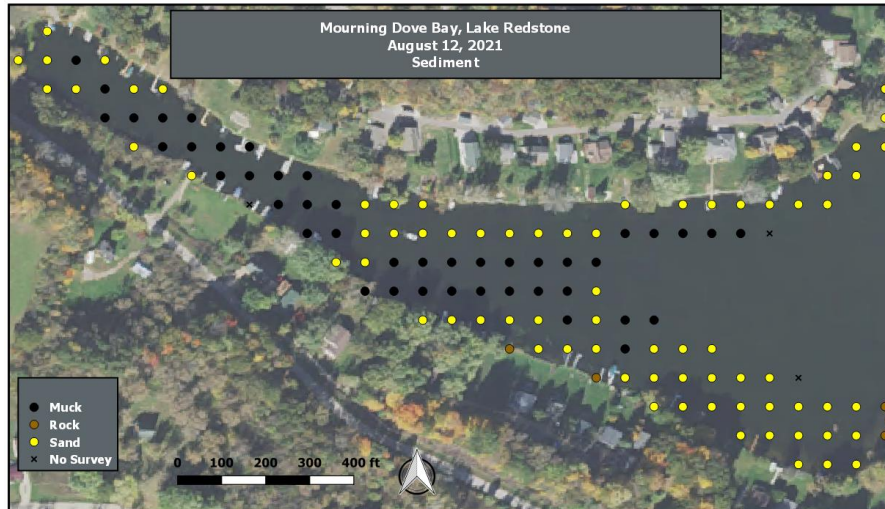 Mourning Dove Bay, Lake Redstone
August 12, 2021
Sediment
Muck
Rock
Sand
No Survey
0 100 200 300 400 ft